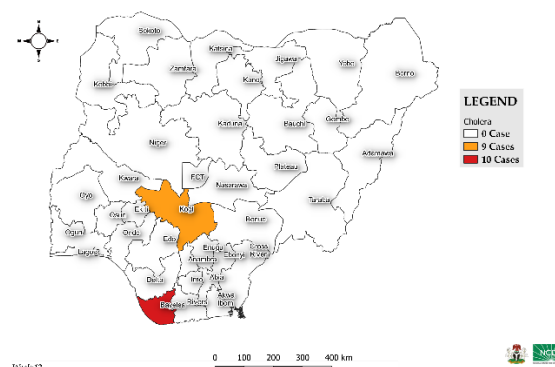 N
W
E
S
Sokoto
Katsina
Jigawa
Yobe
Borno
Zamfara
Kebbi
Kano
Gombe
Bauchi
Kaduna
Niger
Adamawa
Plateau
FCT
Kwara
Nasarawa
Taraba
Oyo
Kogi
Ekiti
Osun
Benue
Ogun
Ondo
Edo
Lagos
Enugu
Ebonyi
Cross
River
Anambra
Delta
Imo
Abia
Bayelsa
Rivers
Akwa
Ibom
LEGEND
Cholera
0 Case
9 Cases
10 Cases
0 100 200 300 400 km